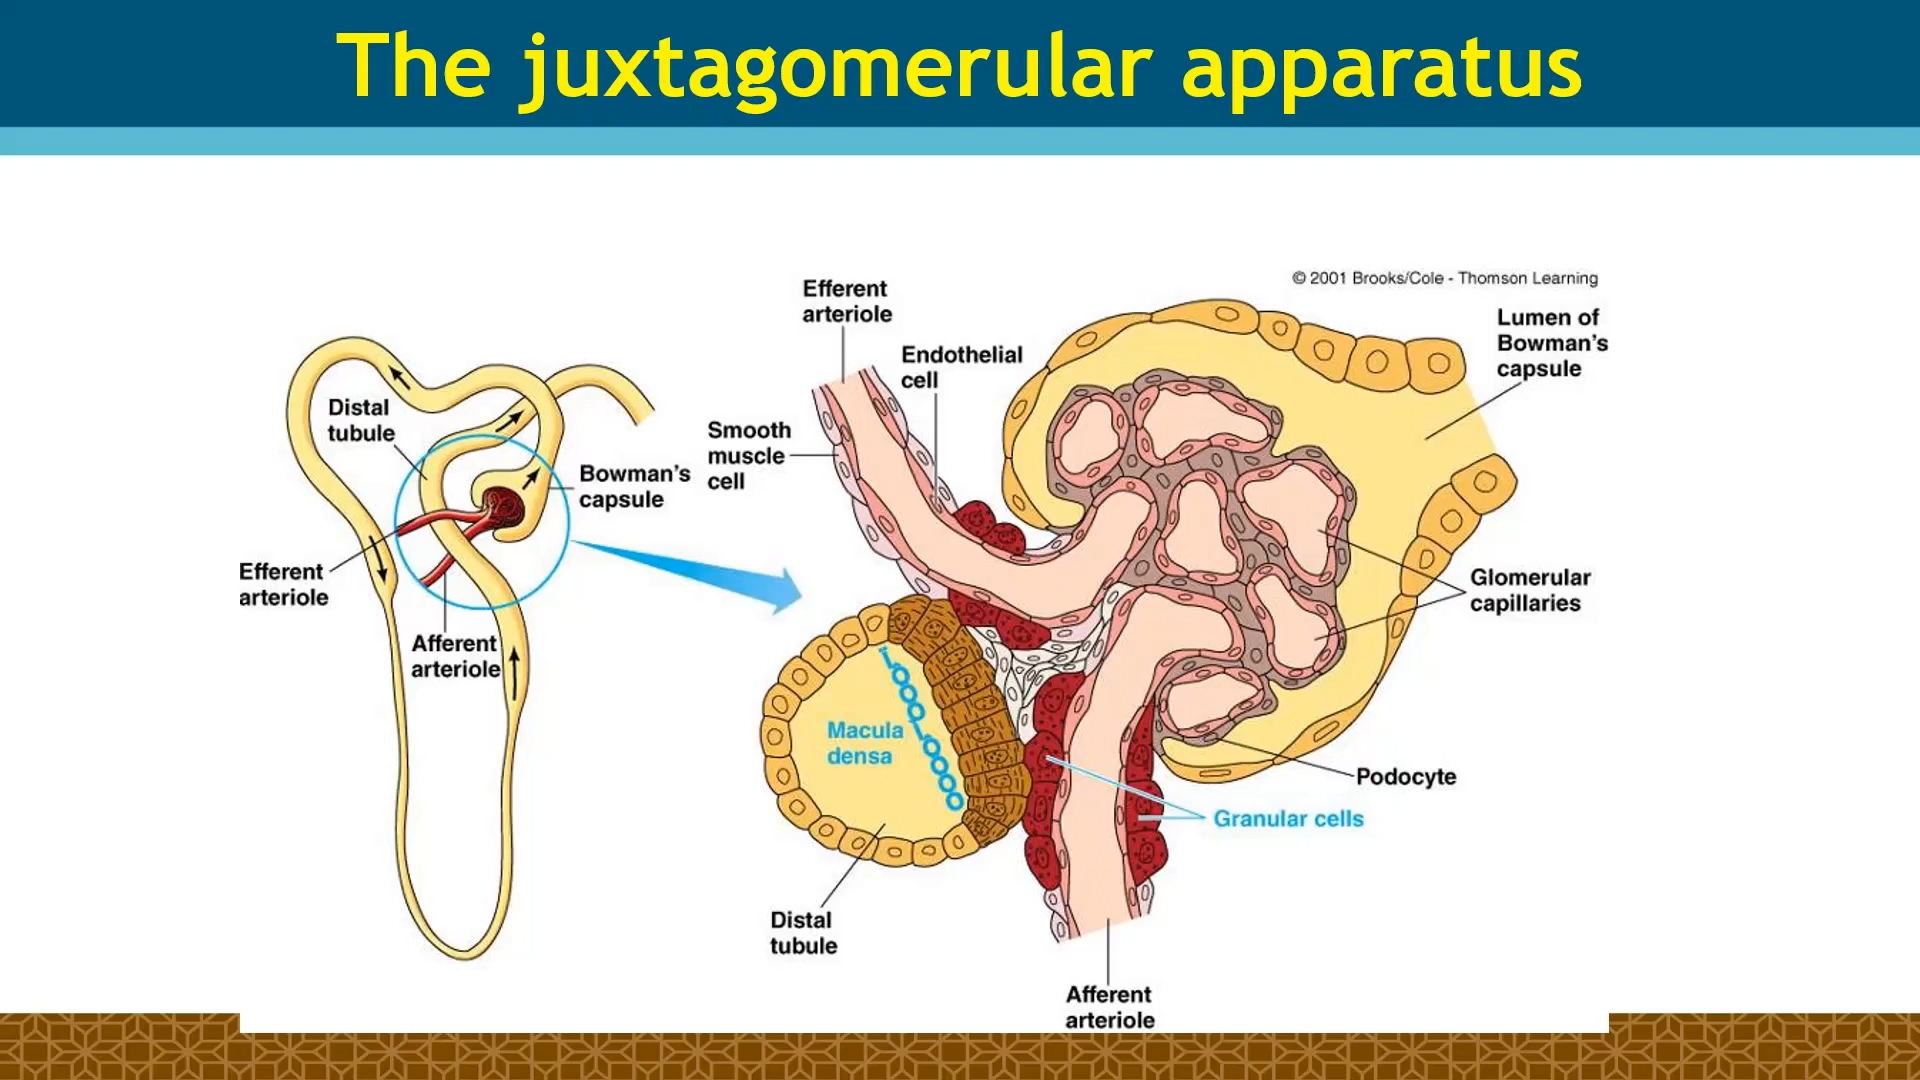 The juxtagomerular apparatus
© 2001 Brooks/Cole - Thomson Learning
Efferent
arteriole
Endothelial
cell
Smooth
muscle
cell
Lumen of
Bowman's
capsule
Distal
tubule
Bowman's
capsule
Efferent
arteriole
Afferent
arteriole
Glomerular
capillaries
Macula
densa
Podocyte
Granular cells
Distal
tubule
Afferent
arteriole